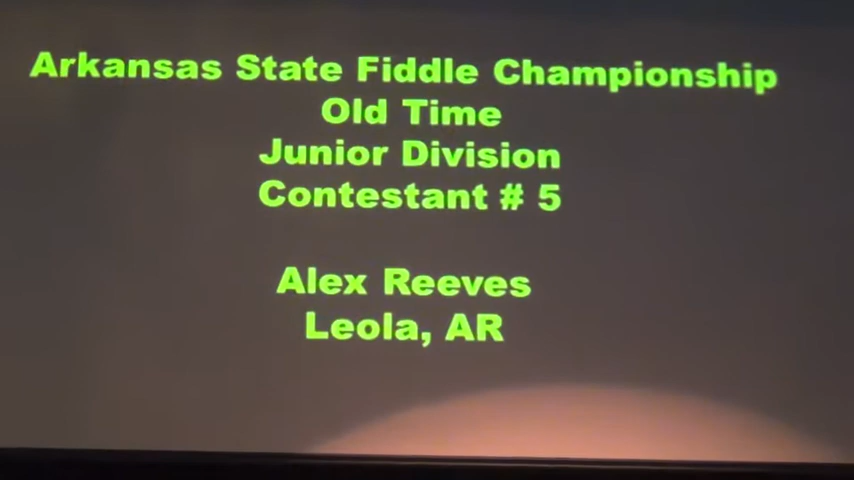 Arkansas State Fiddle Championship
Old Time
Junior Division
Contestant # 5
Alex Reeves
Leola, AR